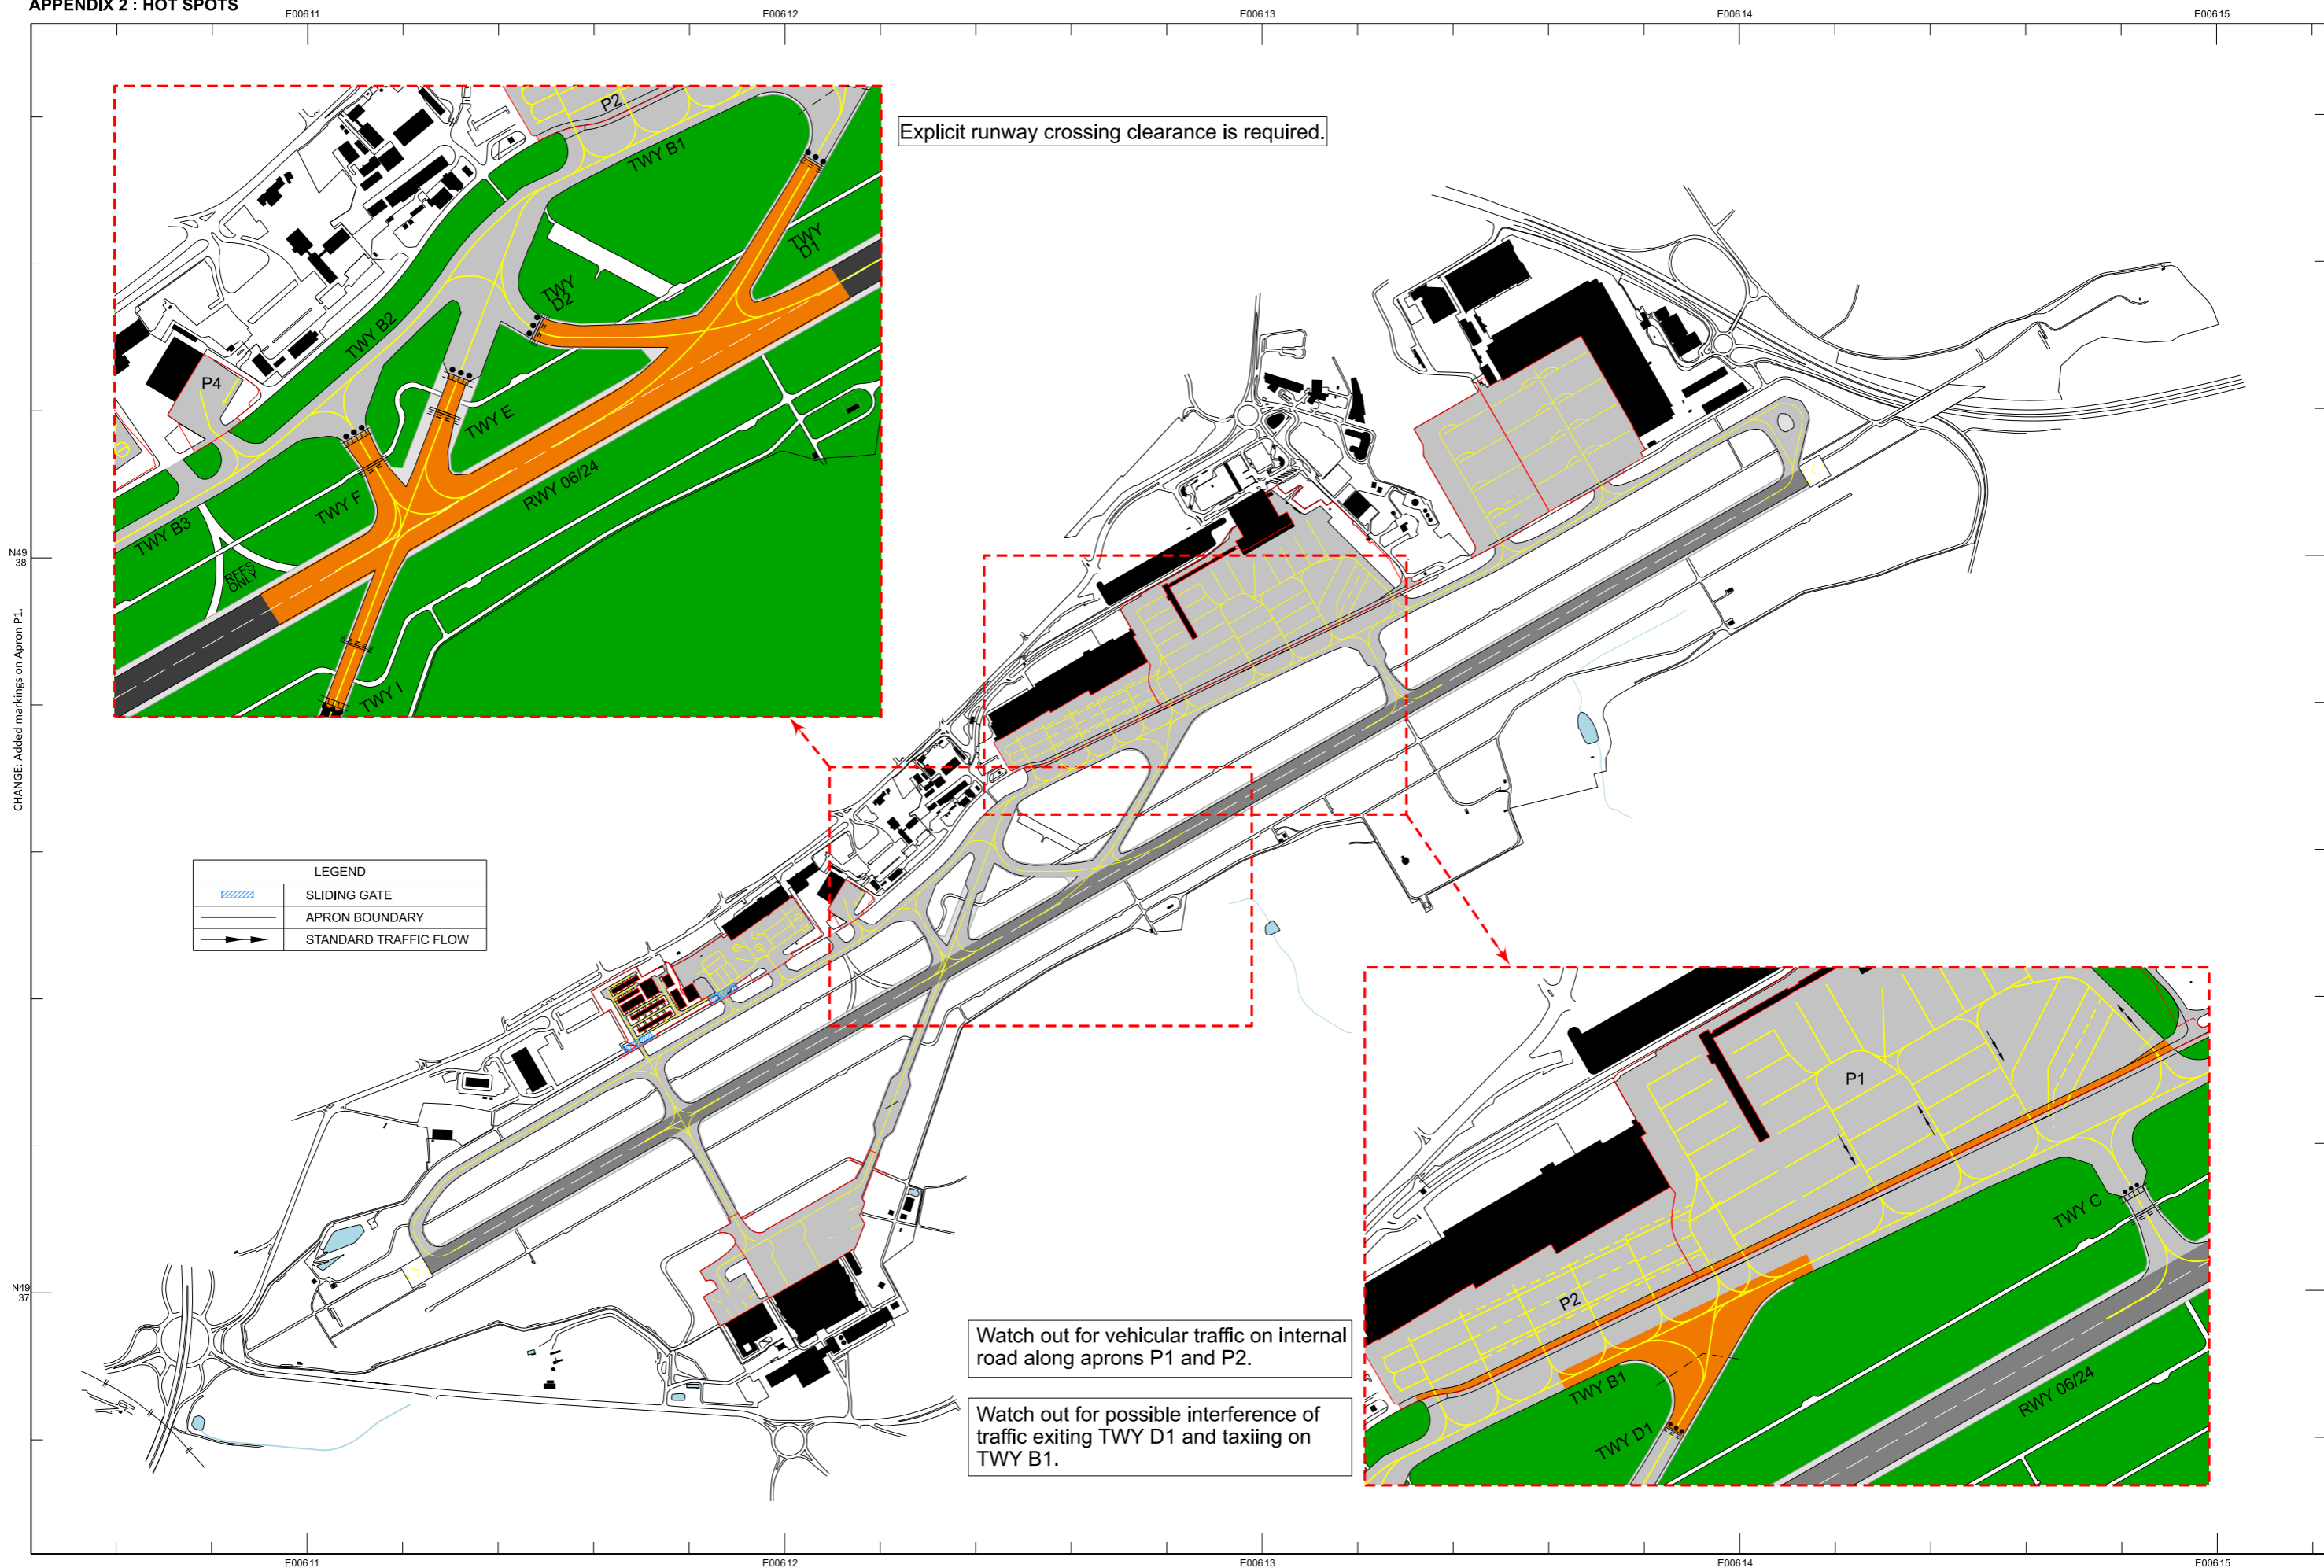 APPENDIX 2 : HOT SPOTS
E00611
E00612
E00613
E00614
E00615
Explicit runway crossing clearance is required.
P2
TWY B1
TWY
D1
TWY
D2
TWY B2
P4
TWY E
RWY 06/24
TWY F
TWY B3
RFFS
ONLY
TWY I
N49
38
CHANGE: Added markings on Apron P1.
LEGEND
SLIDING GATE
APRON BOUNDARY
STANDARD TRAFFIC FLOW
P1
TWY C
P2
TWY B1
TWY D1
RWY 06/24
N49
37
Watch out for vehicular traffic on internal
road along aprons P1 and P2.
Watch out for possible interference of
traffic exiting TWY D1 and taxiing on
TWY B1.
E00611
E00612
E00613
E00614
E00615